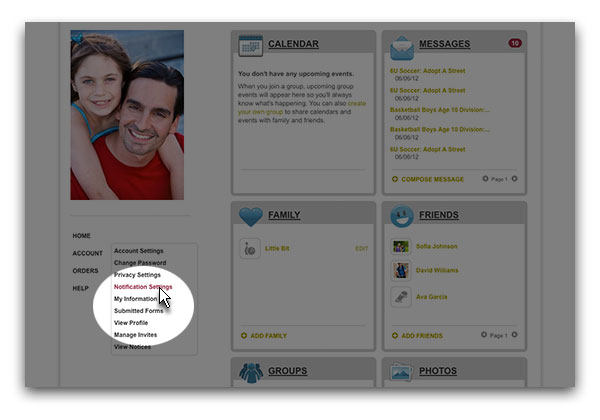 CALENDAR
You don't have any upcoming events.
When you join a group, upcoming group
events will appear here so you'll always
know what's happening. You can also create
your own group to share calendars and
events with family and friends.
MESSAGES
10
6U Soccer: Adopt A Street
06/06/12
6U Soccer: Adopt A Street
06/06/12
Basketball Boys Age 10 Division:...
06/06/12
Basketball Boys Age 10 Division:...
06/06/12
6U Soccer: Adopt A Street
06/06/12
COMPOSE MESSAGE
Page 1
HOME
ACCOUNT
ORDERS
HELP
Account Settings
Change Password
Privacy Settings
Notification Settings
My Information
Submitted Forms
View Profile
Manage Invites
View Notices
FAMILY
Little Bit
EDIT
ADD FAMILY
FRIENDS
Sofia Johnson
David Williams
Ava Garcia
ADD FRIENDS
Page 1
GROUPS
PHOTOS